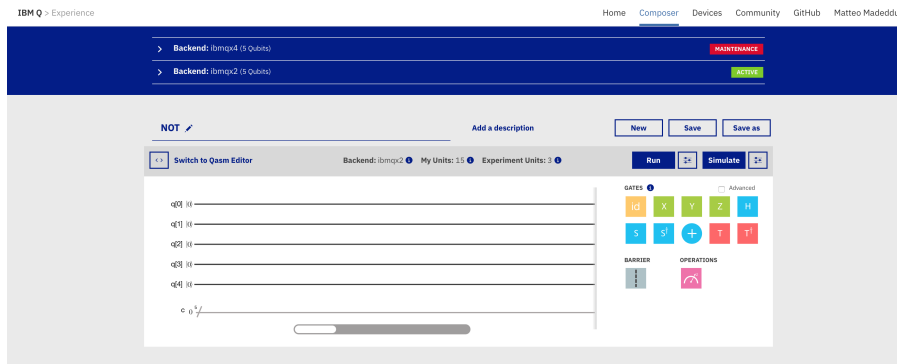 IBM Q > Experience
Home Composer Devices Community GitHub Matteo Madeddu
Backend: ibmqx4 (5 Qubits) MAINTENANCE
Backend: ibmqx2 (5 Qubits) ACTIVE
NOT Add a description New Save Save as
Switch to Qasm Editor Backend: ibmqx2 My Units: 15 Experiment Units: 3 Run Simulate
GATES Advanced
id X Y Z H
S S† + T T†
BARRIER OPERATIONS
q[0] |0⟩
q[1] |0⟩
q[2] |0⟩
q[3] |0⟩
q[4] |0⟩
c 0 5